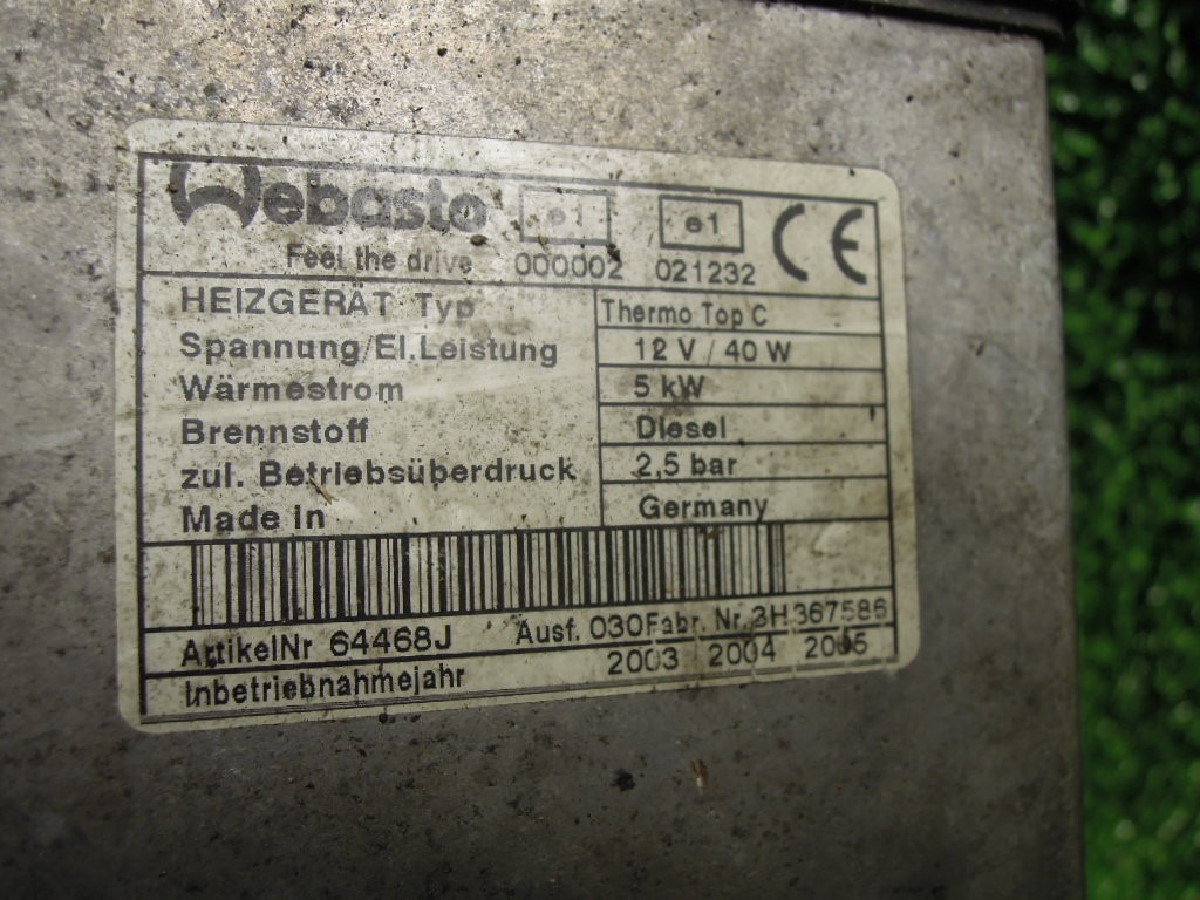 Webasto e1 e1 CE
Feel the drive 000002 021232
HEIZGERÄT Typ Thermo Top C
Spannung/El.Leistung 12 V / 40 W
Wärmestrom 5 kW
Brennstoff Diesel
zul. Betriebsüberdruck 2,5 bar
Made in Germany
ArtikelNr 64468J Ausf. 030 Fabr. Nr. 3H 367586
Inbetriebnahmejahr 2003 2004 2005